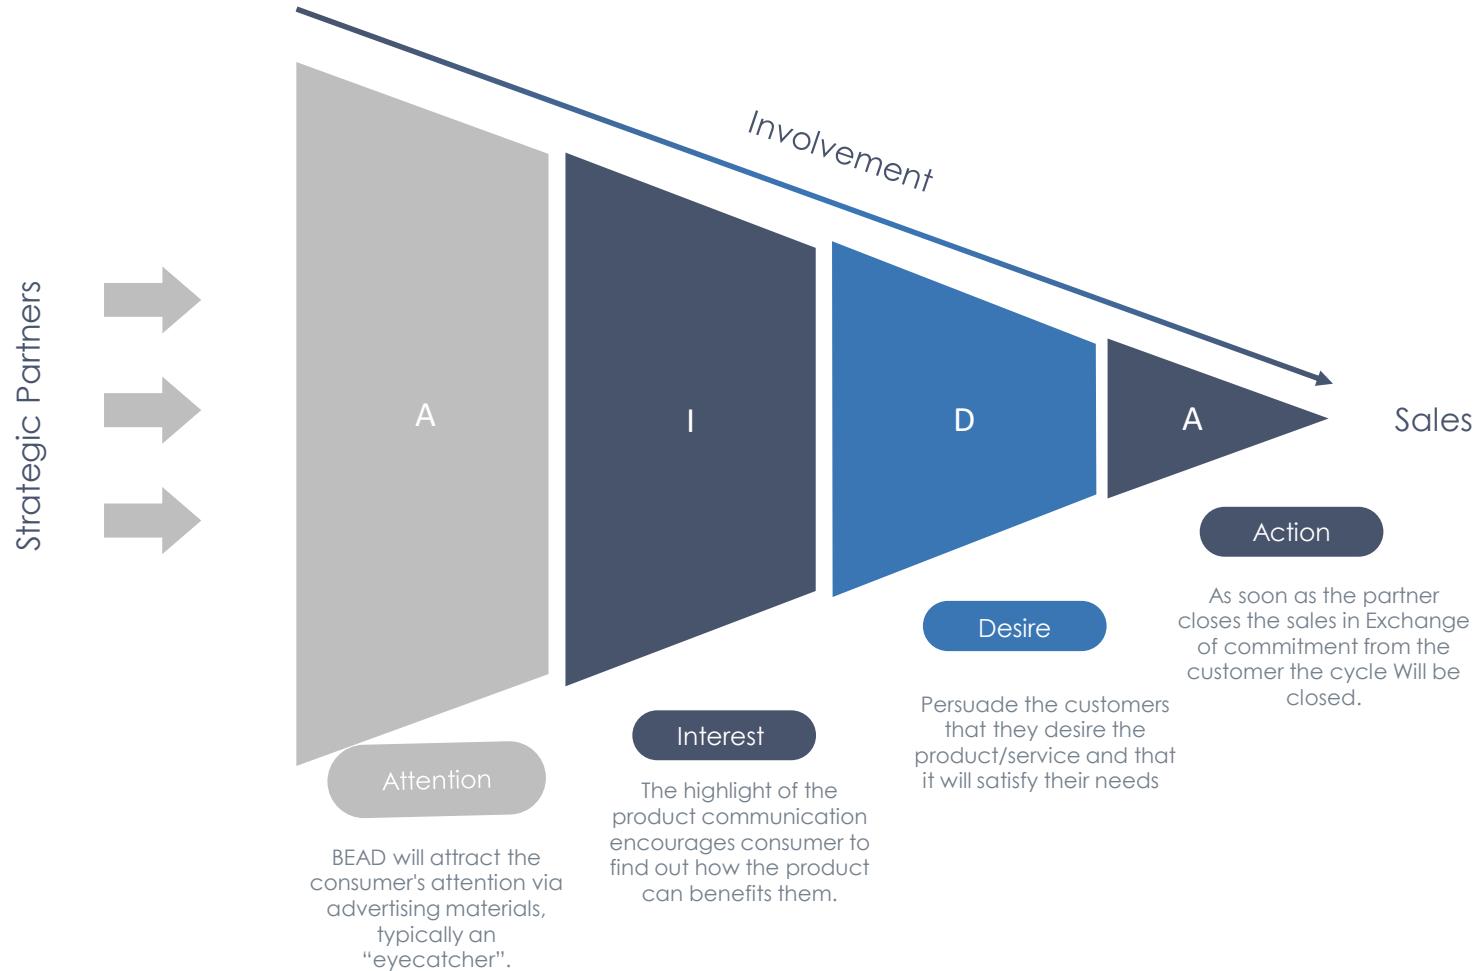 Involvement
Strategic Partners
A
I
D
A
Sales
Attention
BEAD will attract the
consumer's attention via
advertising materials,
typically an
“eyecatcher”.
Interest
The highlight of the
product communication
encourages consumer to
find out how the product
can benefits them.
Desire
Persuade the customers
that they desire the
product/service and that
it will satisfy their needs
Action
As soon as the partner
closes the sales in Exchange
of commitment from the
customer the cycle Will be
closed.